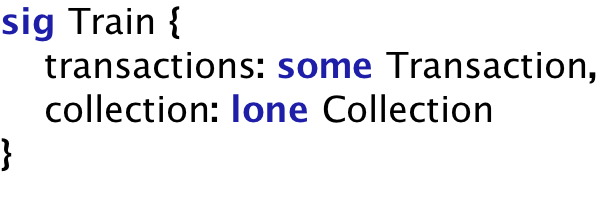 sig Train {
transactions: some Transaction,
collection: lone Collection
}